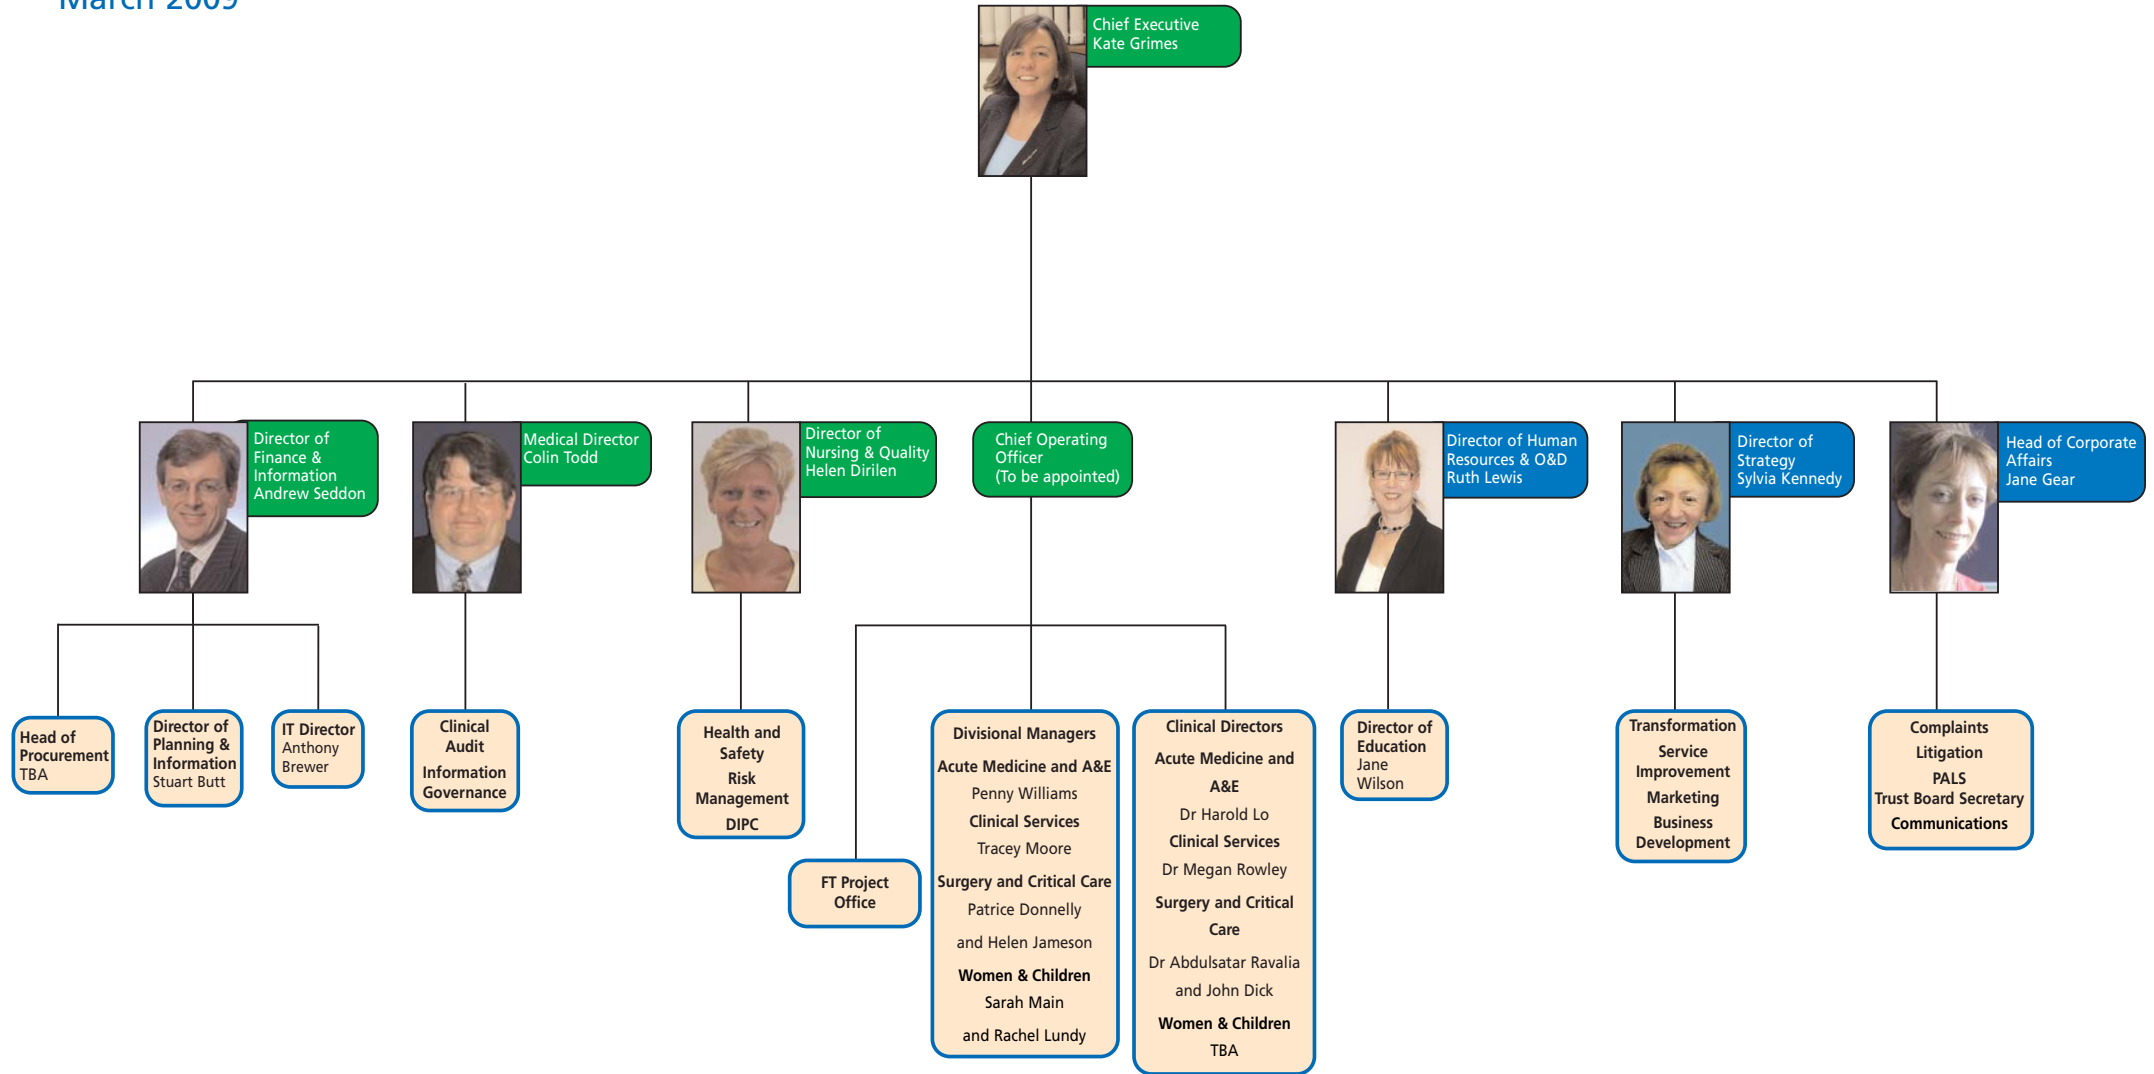 March 2009
Chief Executive
Kate Grimes
Director of
Finance &
Information
Andrew Seddon
Medical Director
Colin Todd
Director of
Nursing & Quality
Helen Dirilen
Chief Operating
Officer
(To be appointed)
Director of Human
Resources & O&D
Ruth Lewis
Director of
Strategy
Sylvia Kennedy
Head of Corporate
Affairs
Jane Gear
Head of
Procurement
TBA
Director of
Planning &
Information
Stuart Butt
IT Director
Anthony
Brewer
Clinical
Audit
Information
Governance
Health and
Safety
Risk
Management
DIPC
FT Project
Office
Divisional Managers
Acute Medicine and A&E
Penny Williams
Clinical Services
Tracey Moore
Surgery and Critical Care
Patrice Donnelly
and Helen Jameson
Women & Children
Sarah Main
and Rachel Lundy
Clinical Directors
Acute Medicine and
A&E
Dr Harold Lo
Clinical Services
Dr Megan Rowley
Surgery and Critical
Care
Dr Abdulsatar Ravalia
and John Dick
Women & Children
TBA
Director of
Education
Jane
Wilson
Transformation
Service
Improvement
Marketing
Business
Development
Complaints
Litigation
PALS
Trust Board Secretary
Communications